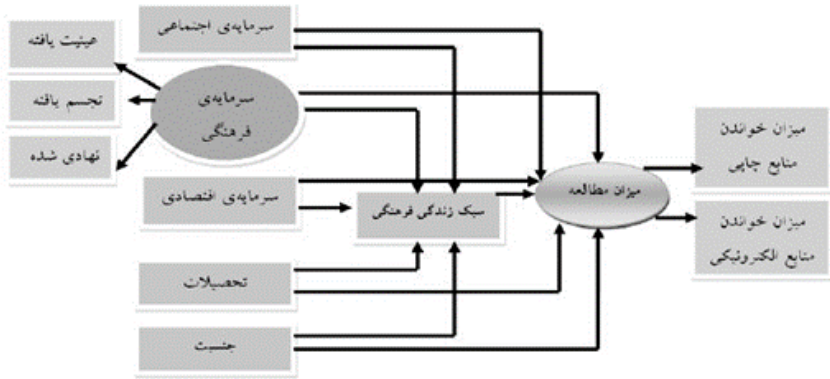 سرمایه‌ی اجتماعی
عینیت یافته
تجسم یافته
نهادی شده
سرمایه‌ی
فرهنگی
سرمایه‌ی اقتصادی
سبک زندگی فرهنگی
میزان مطالعه
میزان خواندن
منابع چاپی
میزان خواندن
منابع الکترونیکی
تحصیلات
جنسیت